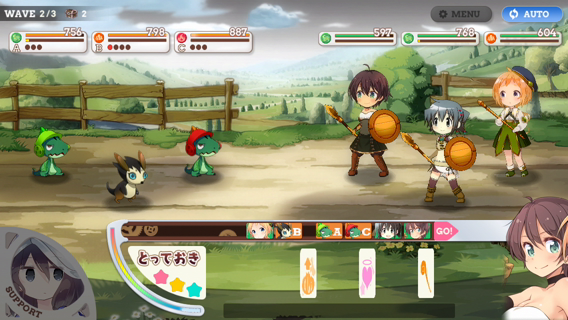 WAVE 2/3 2
MENU
AUTO
756
798
887
597
768
604
A
B
C
B
A
C
GO!
とっておき
SUPPORT